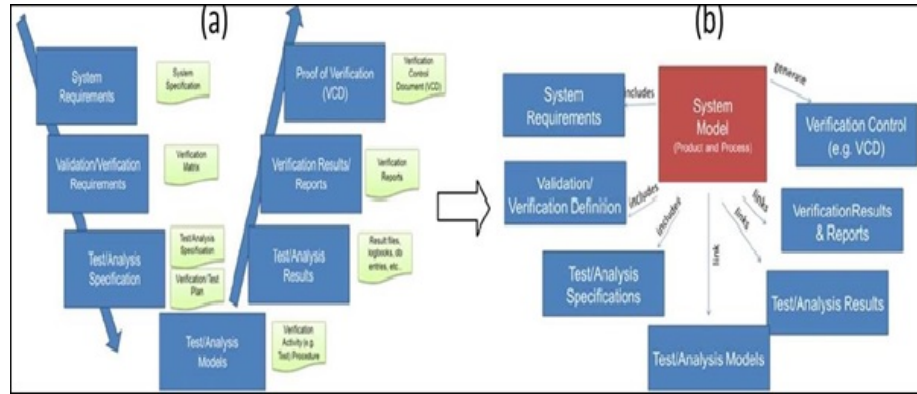 (a)
System
Requirements
System
Specification
Validation/Verification
Requirements
Verification
Matrix
Test/Analysis
Specification
Test/Analysis
Specification
Verification/Test
Plan
Test/Analysis
Models
Verification
Activity (e.g.
Test) Procedure
Test/Analysis
Results
Result files,
logbooks, db
entries, etc..
Verification Results/
Reports
Verification
Reports
Proof of Verification
(VCD)
Verification
Control
Document (VCD)
(b)
System
Requirements
includes
System
Model
(Product and Process)
Generate
Verification Control
(e.g. VCD)
Validation/
Verification Definition
includes
includes
link
links
links
Verification Results
& Reports
Test/Analysis
Specifications
Test/Analysis Results
Test/Analysis Models